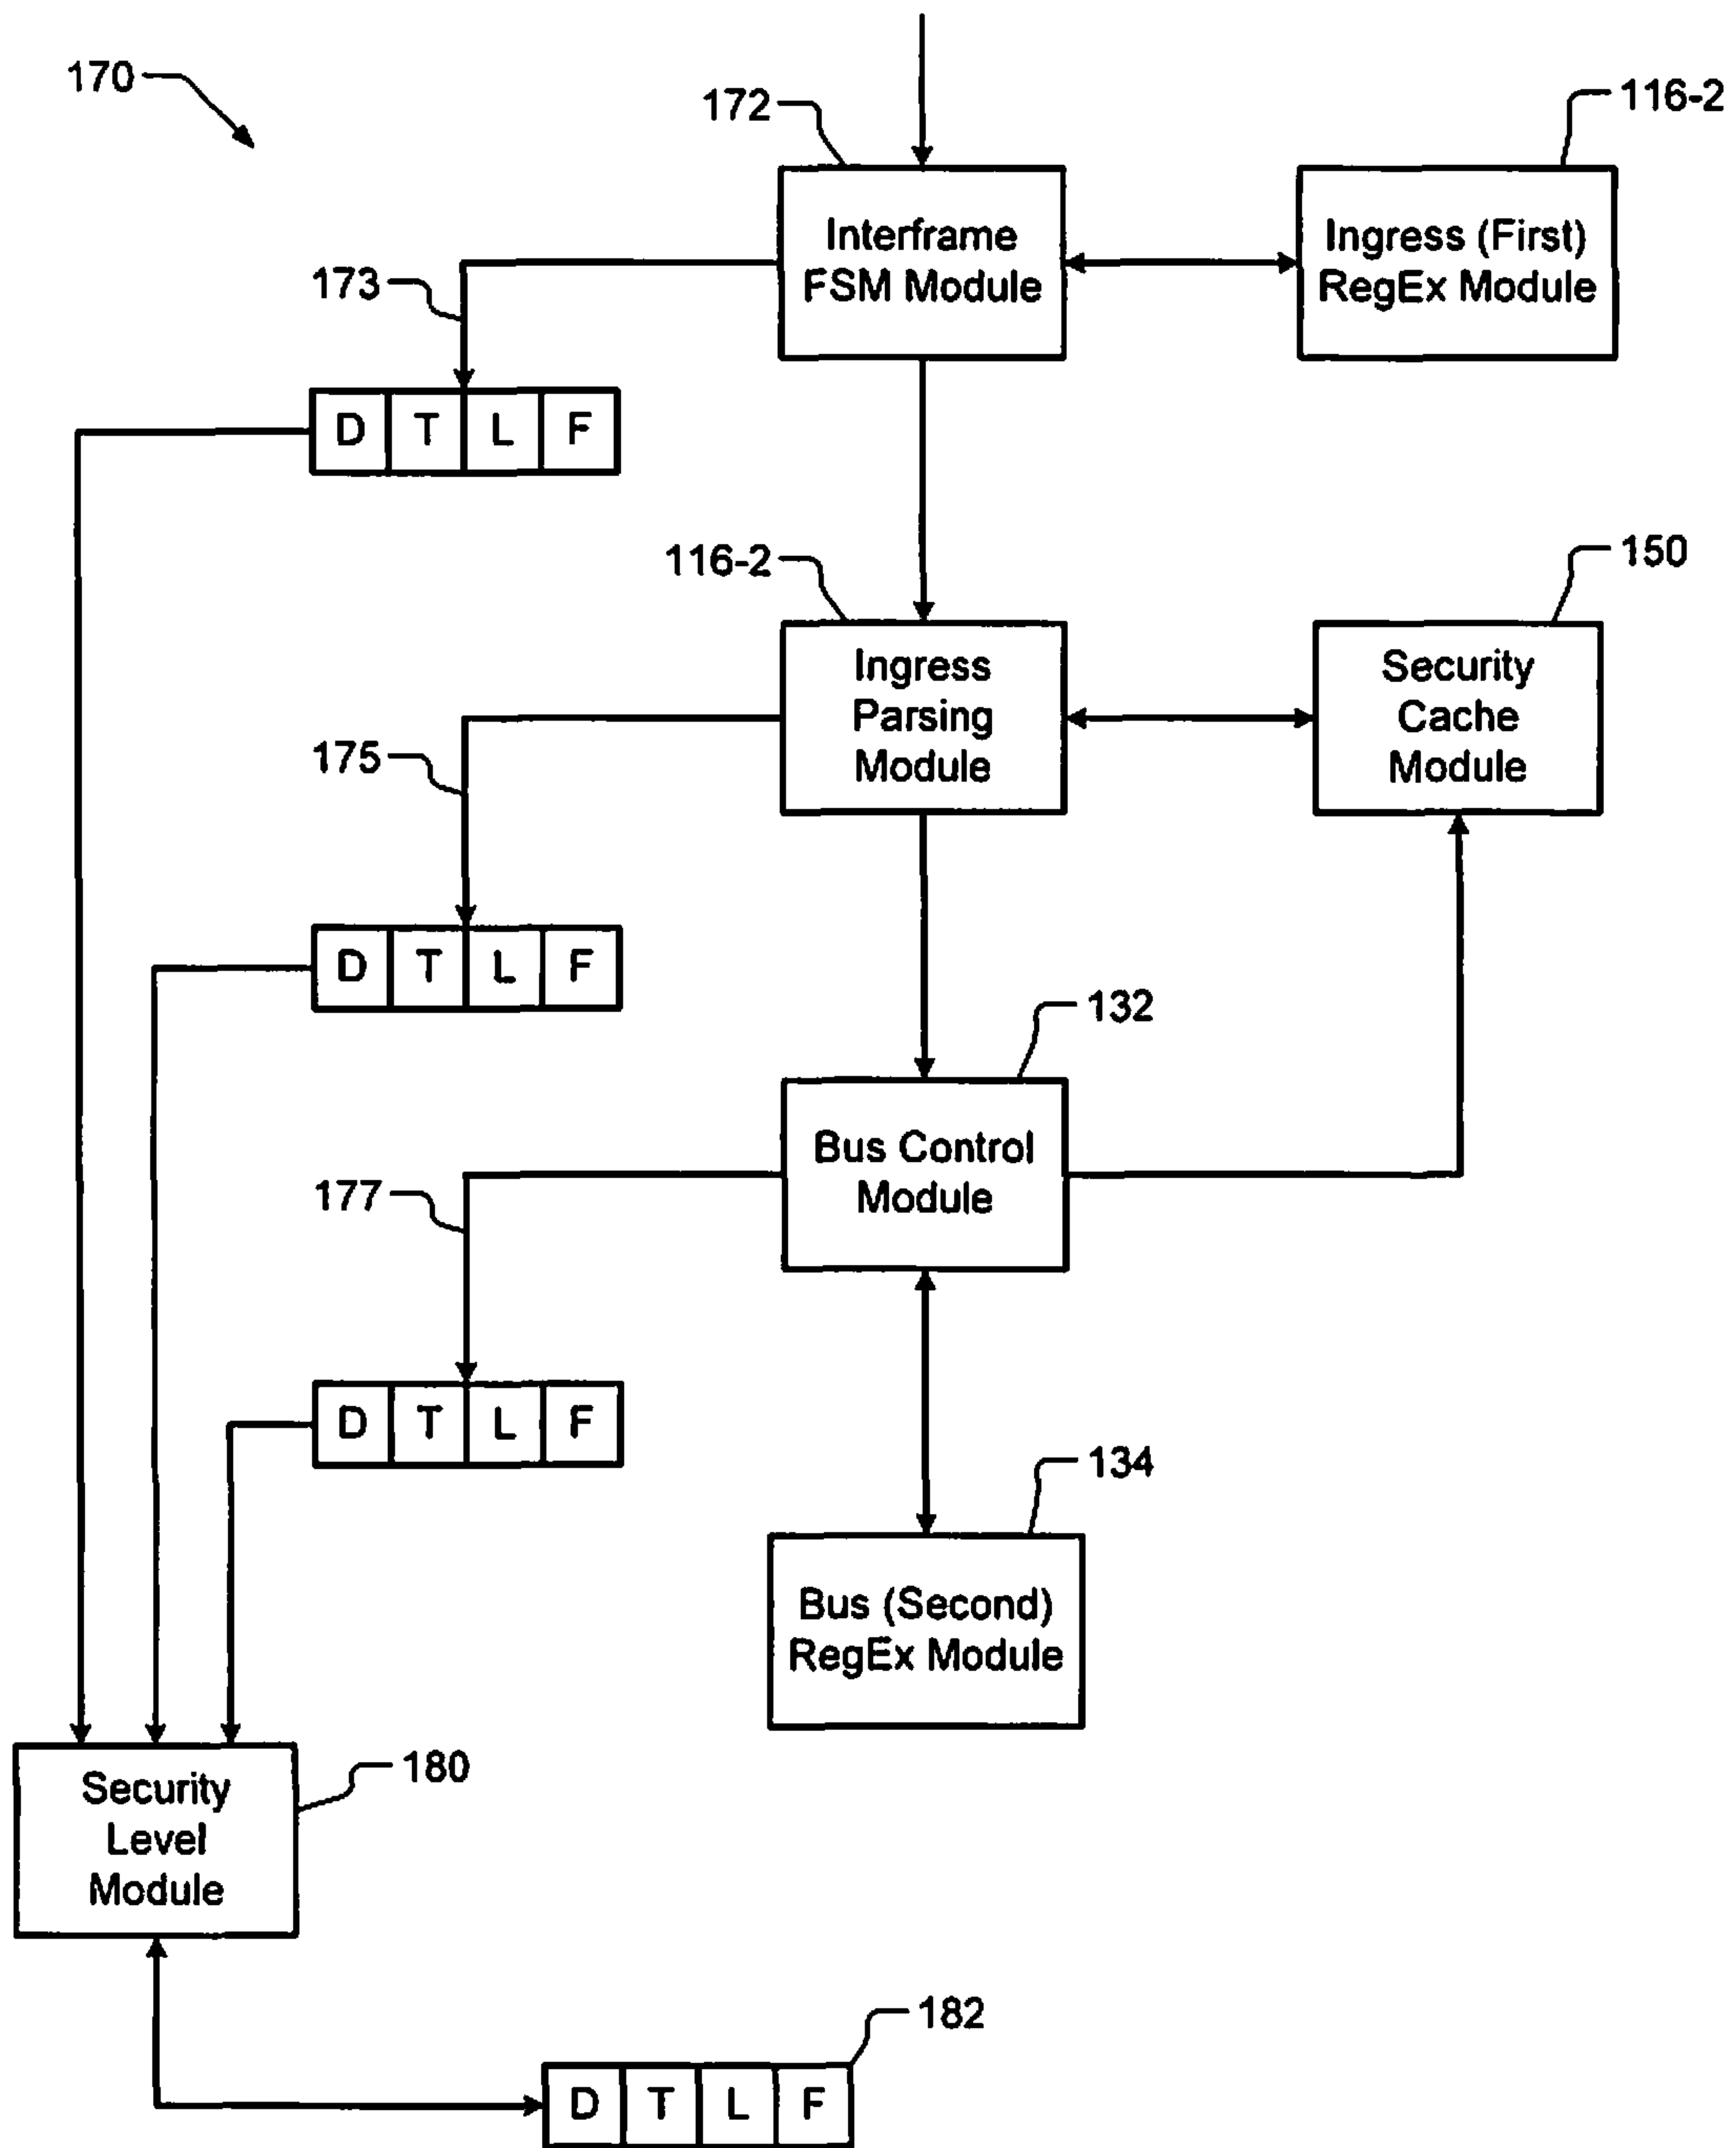 170
172
116-2
Interframe
FSM Module
Ingress (First)
RegEx Module
173
D T L F
116-2
150
Ingress
Parsing
Module
Security
Cache
Module
175
D T L F
132
Bus Control
Module
177
D T L F
134
Bus (Second)
RegEx Module
180
Security
Level
Module
182
D T L F